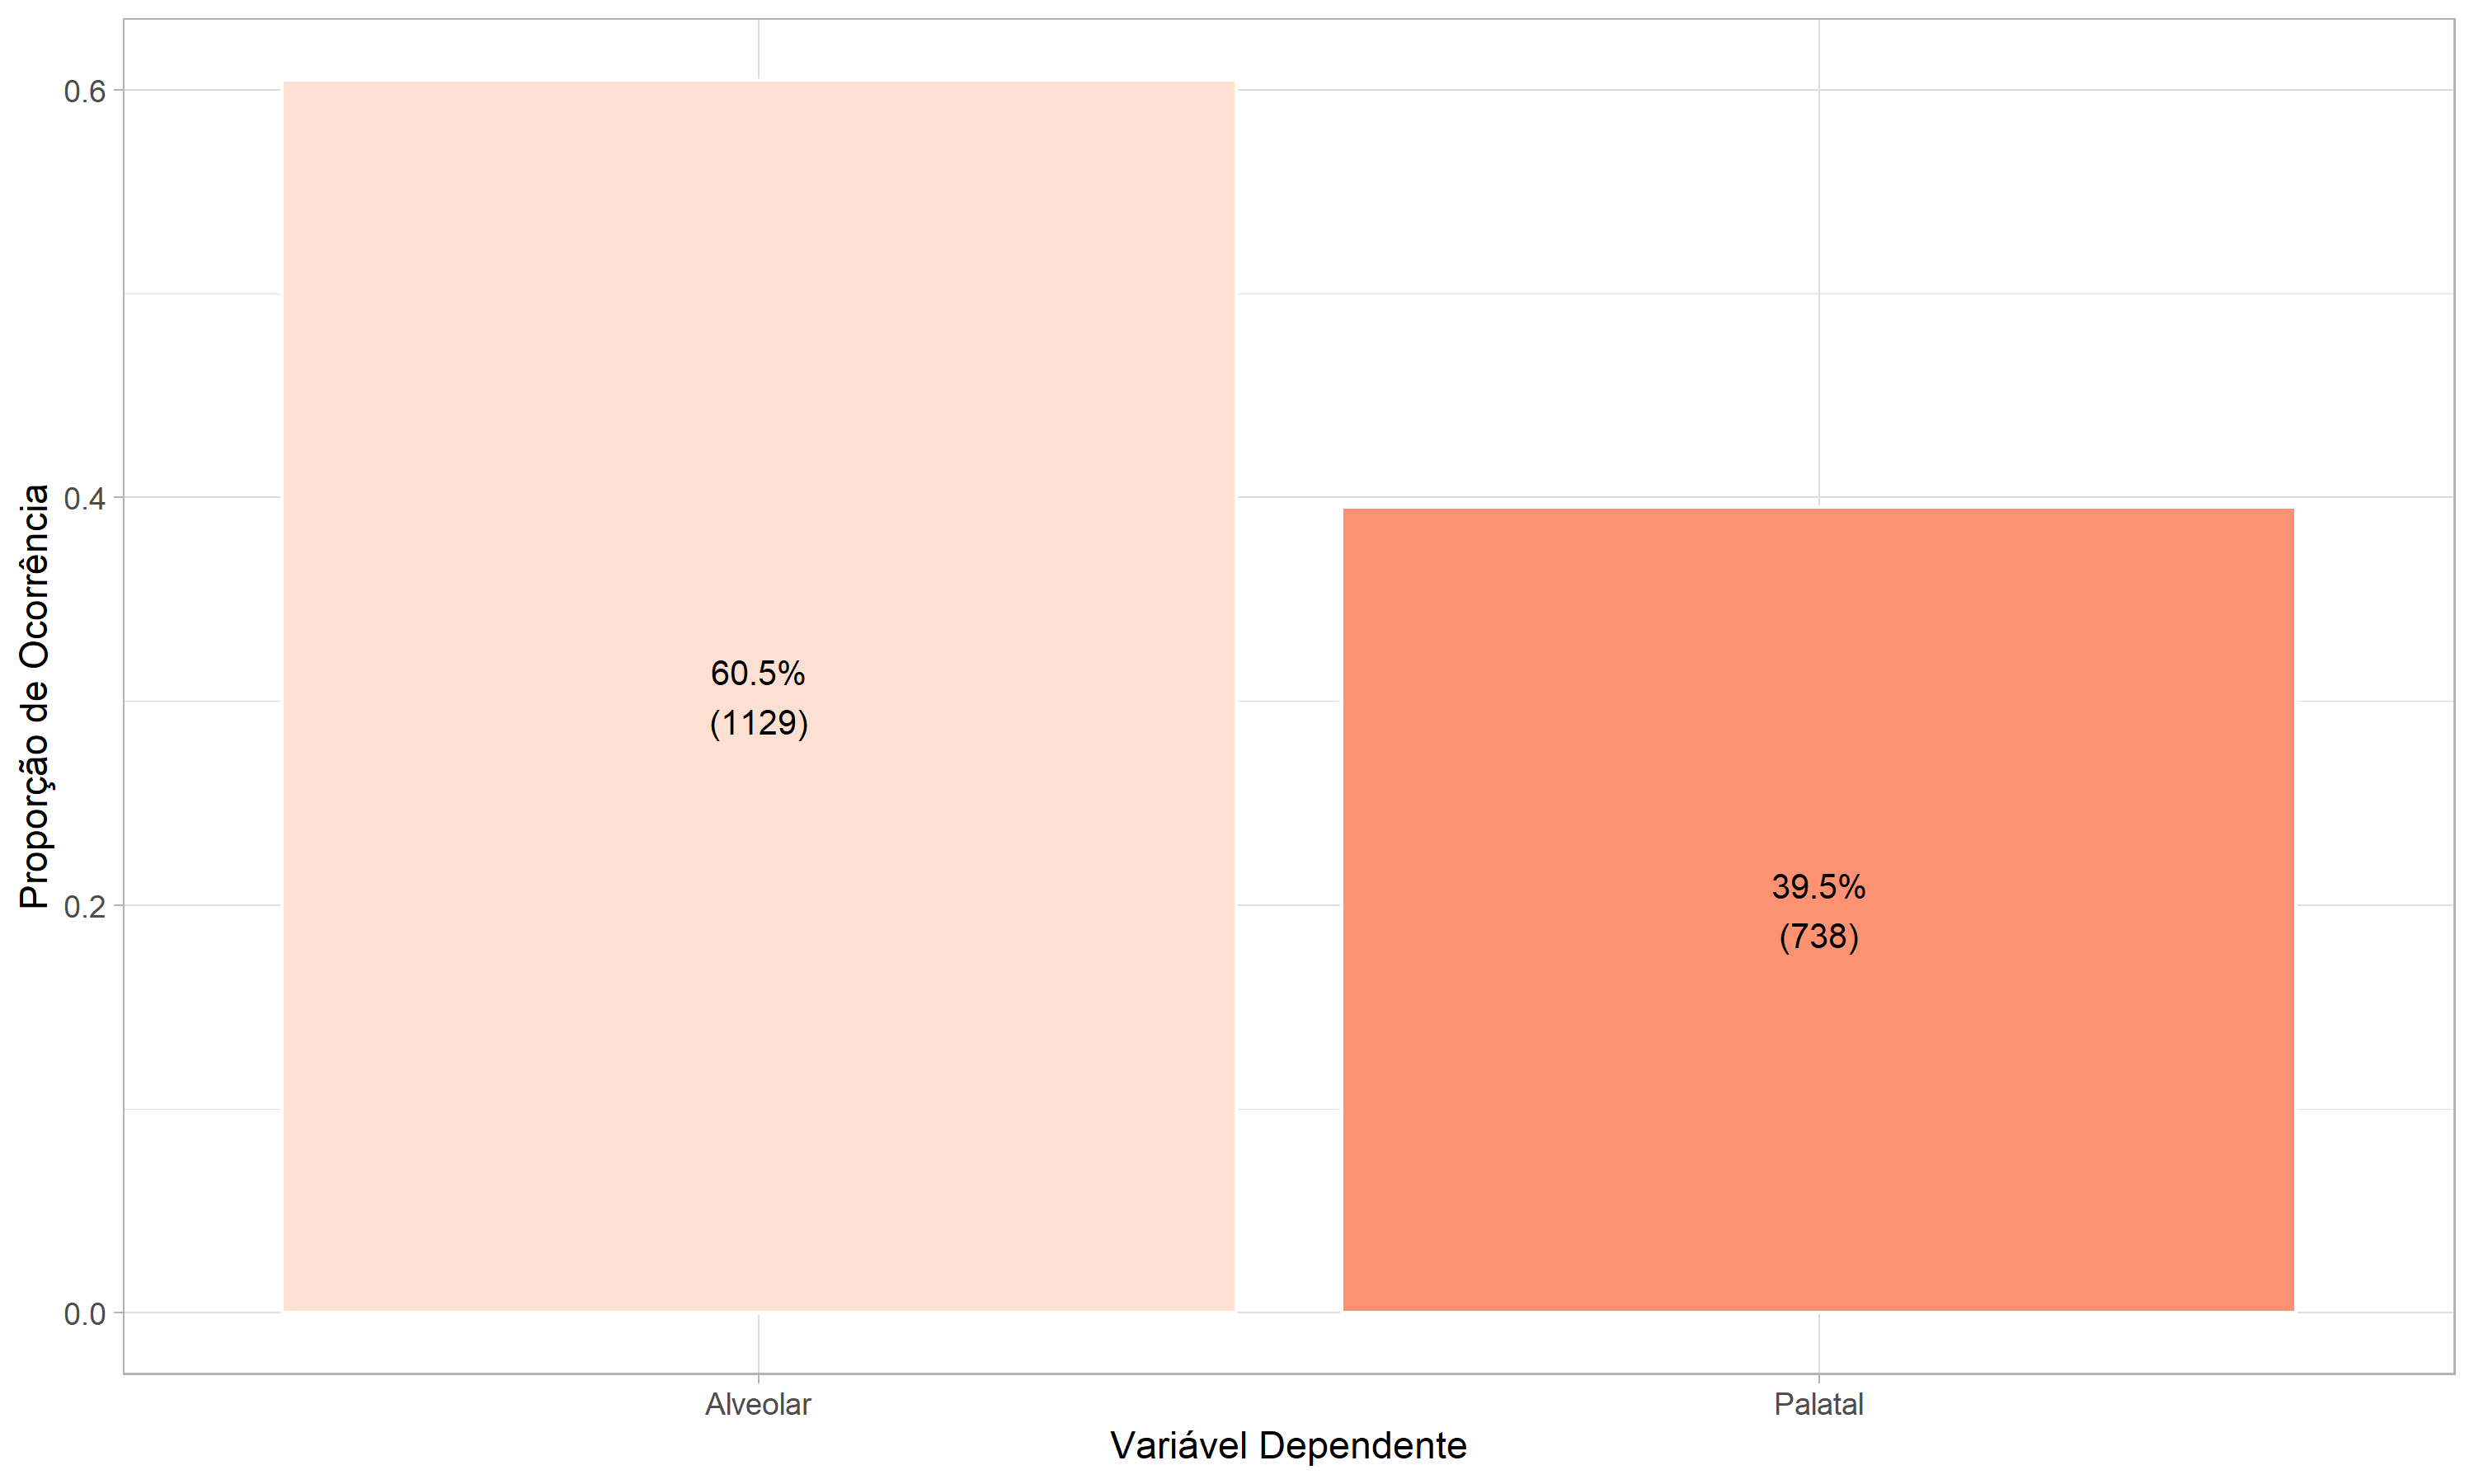 Proporção de Ocorrência
0.6
0.4
0.2
0.0
60.5%
(1129)
39.5%
(738)
Alveolar
Palatal
Variável Dependente